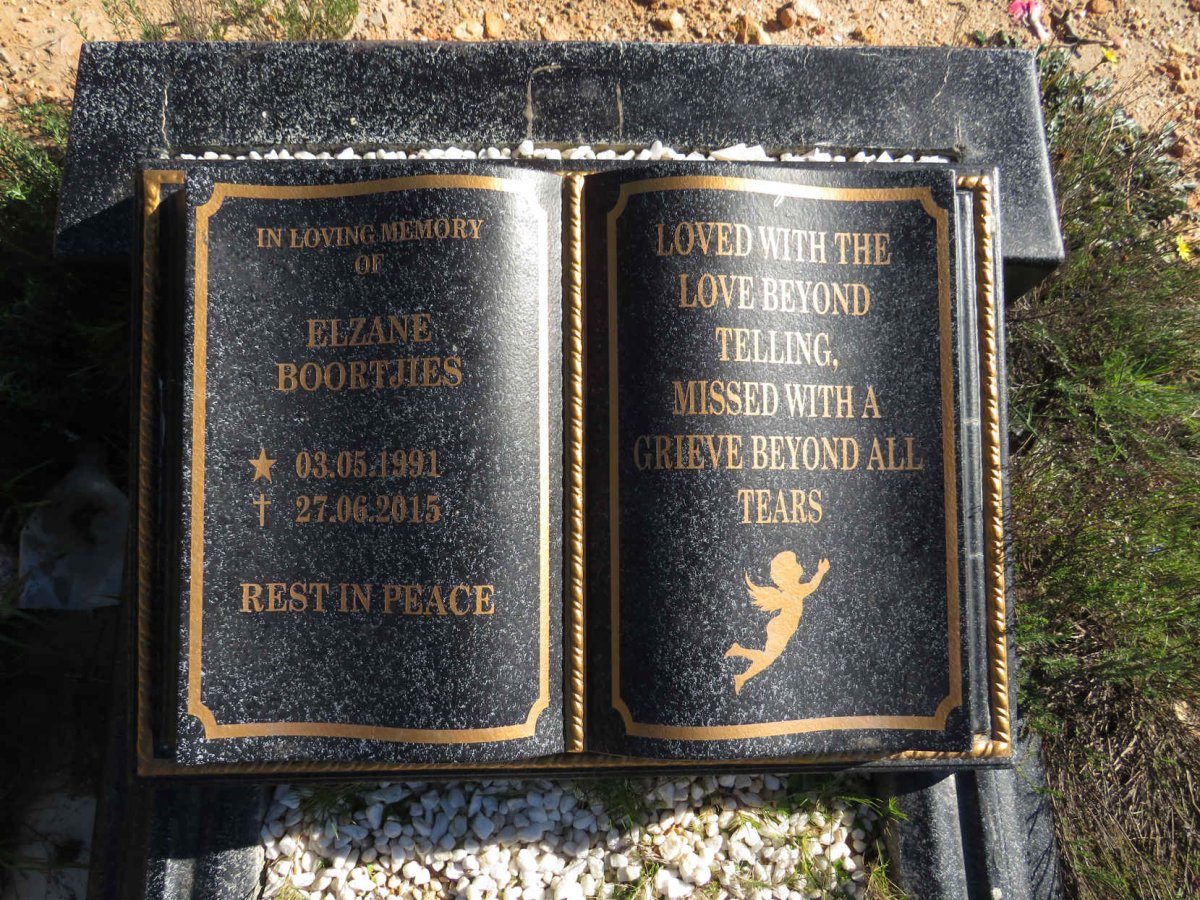 IN LOVING MEMORY
OF
ELZANE
BOORTJIES
03.05.1991
27.06.2015
REST IN PEACE
LOVED WITH THE
LOVE BEYOND
TELLING,
MISSED WITH A
GRIEVE BEYOND ALL
TEARS